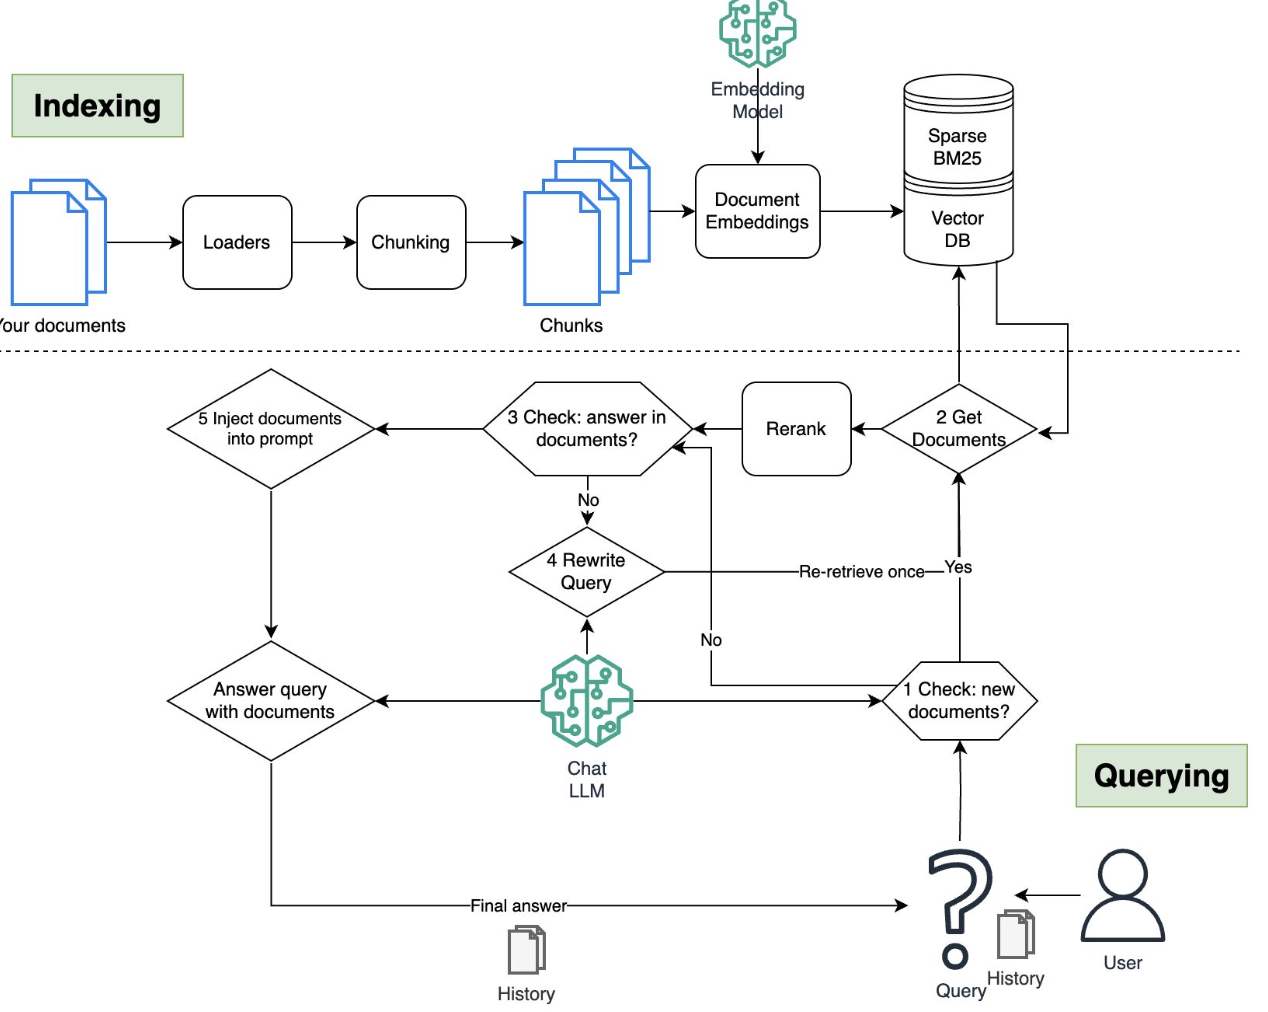 Embedding
Model
Indexing
Sparse
BM25
Vector
DB
Document
Embeddings
Loaders
Chunking
Your documents
Chunks
5 Inject documents
into prompt
3 Check: answer in
documents?
Rerank
2 Get
Documents
No
4 Rewrite
Query
Re-retrieve once
Yes
No
Answer query
with documents
1 Check: new
documents?
Chat
LLM
Querying
Final answer
History
Query
History
User